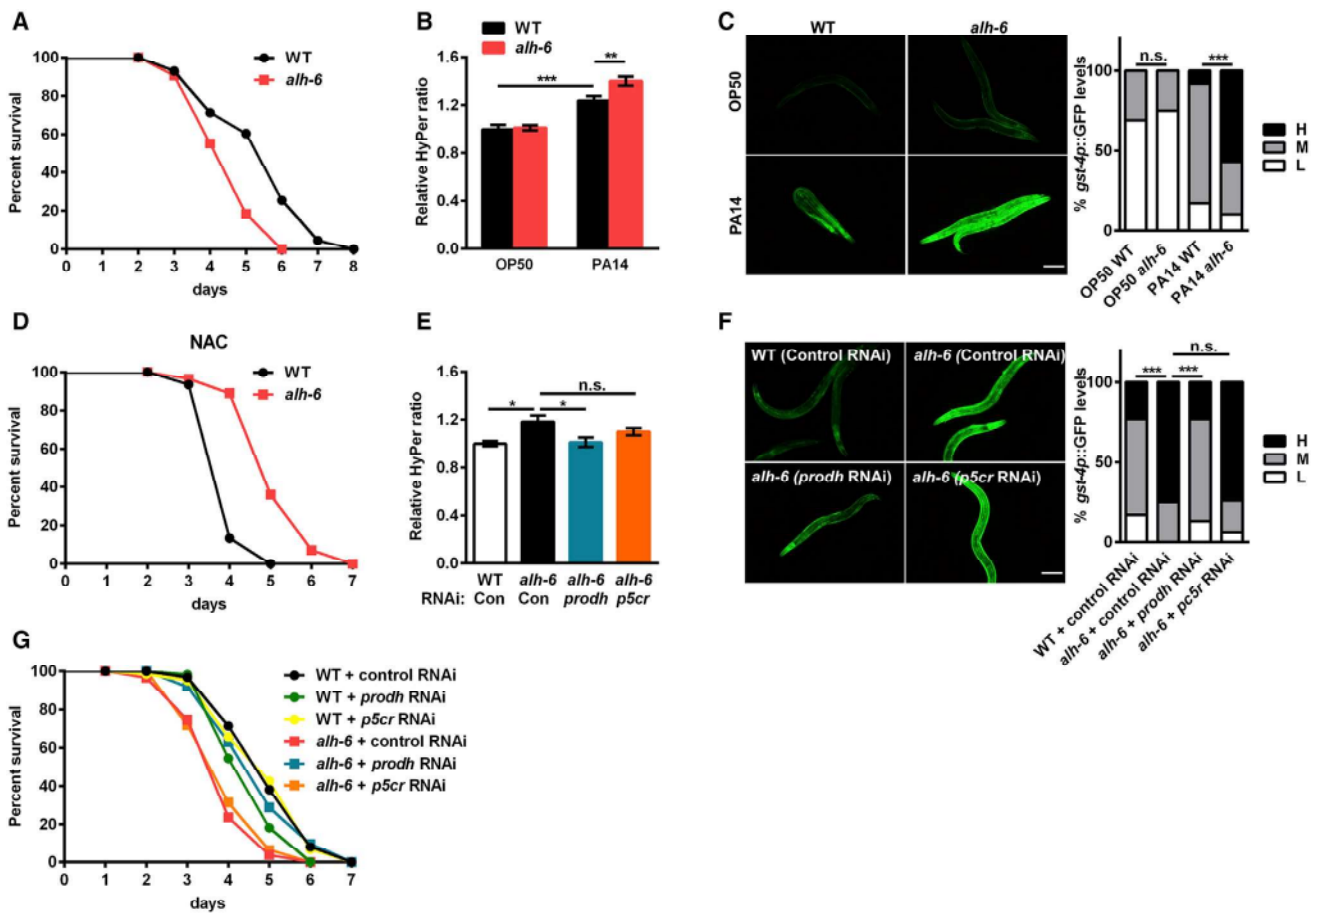 A
100
80
60
40
20
0
Percent survival
0 1 2 3 4 5 6 7 8
days
WT
alh-6
B
WT
alh-6
1.6
1.2
0.8
0.4
0.0
Relative HyPer ratio
***
**
OP50 PA14
C
WT alh-6
OP50
PA14
100
50
0
% gst-4p::GFP levels
n.s. ***
H
M
L
OP50 WT
OP50 alh-6
PA14 WT
PA14 alh-6
D
NAC
100
80
60
40
20
0
Percent survival
0 1 2 3 4 5 6 7
days
WT
alh-6
E
1.6
1.2
0.8
0.4
0.0
Relative HyPer ratio
n.s.
* *
WT alh-6 alh-6 alh-6
RNAi: Con Con prodh p5cr
F
WT (Control RNAi) alh-6 (Control RNAi)
alh-6 (prodh RNAi) alh-6 (p5cr RNAi)
100
50
0
% gst-4p::GFP levels
n.s.
*** ***
H
M
L
WT + control RNAi
alh-6 + control RNAi
alh-6 + prodh RNAi
alh-6 + pc5r RNAi
G
100
80
60
40
20
0
Percent survival
0 1 2 3 4 5 6 7
days
WT + control RNAi
WT + prodh RNAi
WT + p5cr RNAi
alh-6 + control RNAi
alh-6 + prodh RNAi
alh-6 + p5cr RNAi